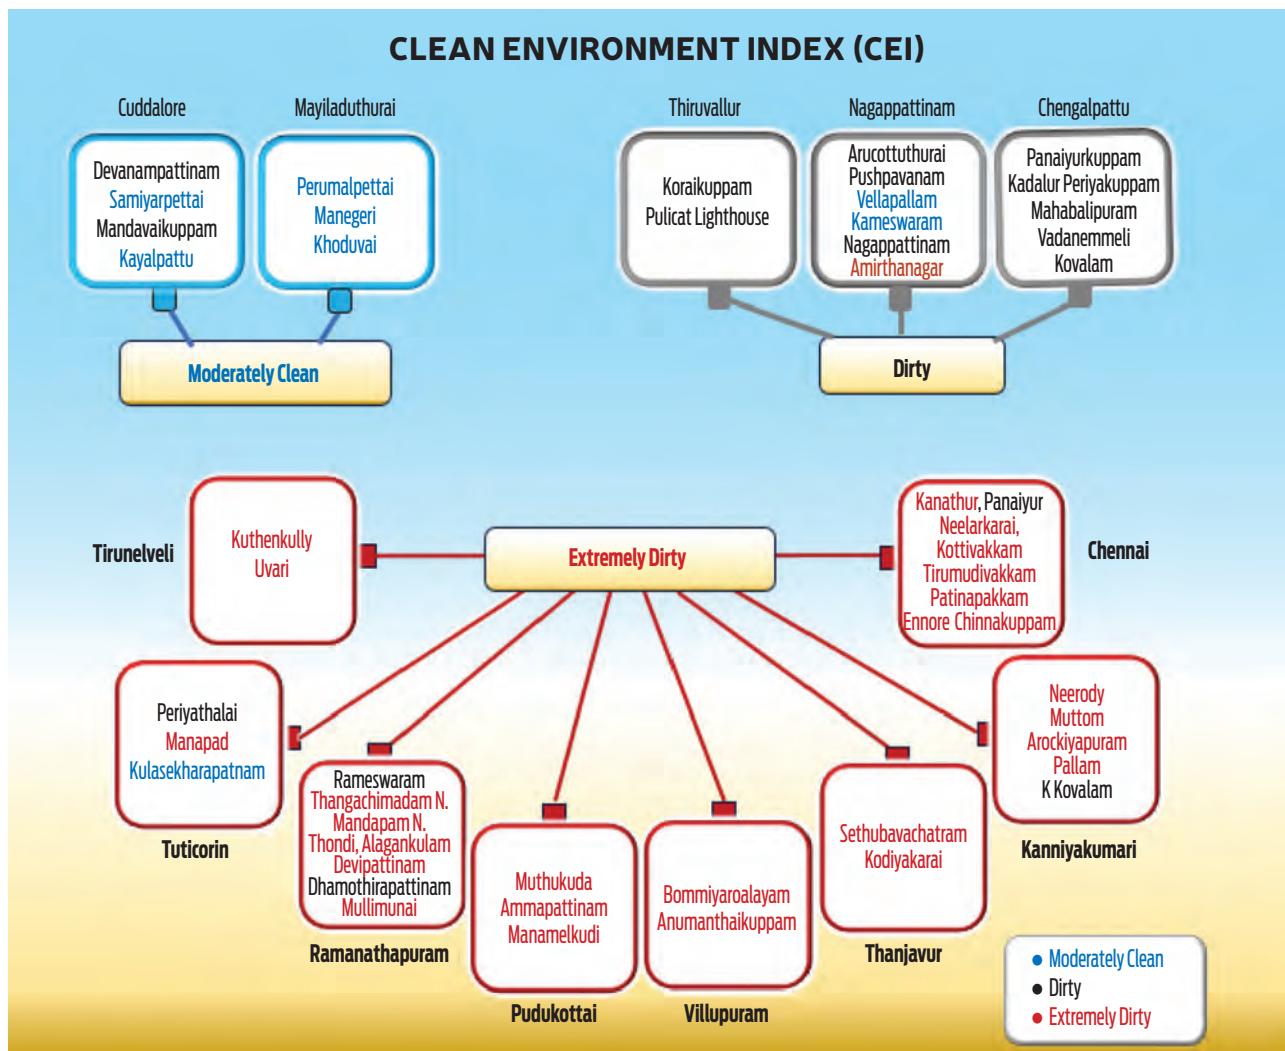 CLEAN ENVIRONMENT INDEX (CEI)
Cuddalore
Devanampattinam
Samiyarpettai
Mandavaikuppam
Kayalpattu
Mayiladuthurai
Perumalpettai
Manegeri
Khoduvai
Moderately Clean
Thiruvallur
Koraikuppam
Pulicat Lighthouse
Nagappattinam
Arucottuthurai
Pushpavanam
Vellapallam
Kameswaram
Nagappattinam
Amirthanagar
Chengalpattu
Panaiyurkuppam
Kadalur Periyakuppam
Mahabalipuram
Vadanemmeli
Kovalam
Dirty
Tirunelveli
Kuthenkully
Uvari
Extremely Dirty
Kanathur, Panaiyur
Neelarkarai,
Kottivakkam
Tirumudivakkam
Patinapakkam
Ennore Chinnakuppam
Chennai
Periyathalai
Manapad
Kulasekharapatnam
Tuticorin
Rameswaram
Thangachimadam N.
Mandapam N.
Thondi, Alagankulam
Devipattinam
Dhamothirapattinam
Mullimunai
Ramanathapuram
Muthukuda
Ammapattinam
Manamelkudi
Pudukottai
Bommiyaroalayam
Anumanthaikuppam
Villupuram
Sethubavachatram
Kodiyakarai
Thanjavur
Neerody
Muttom
Arockiyapuram
Pallam
K Kovalam
Kanniyakumari
Moderately Clean
Dirty
Extremely Dirty